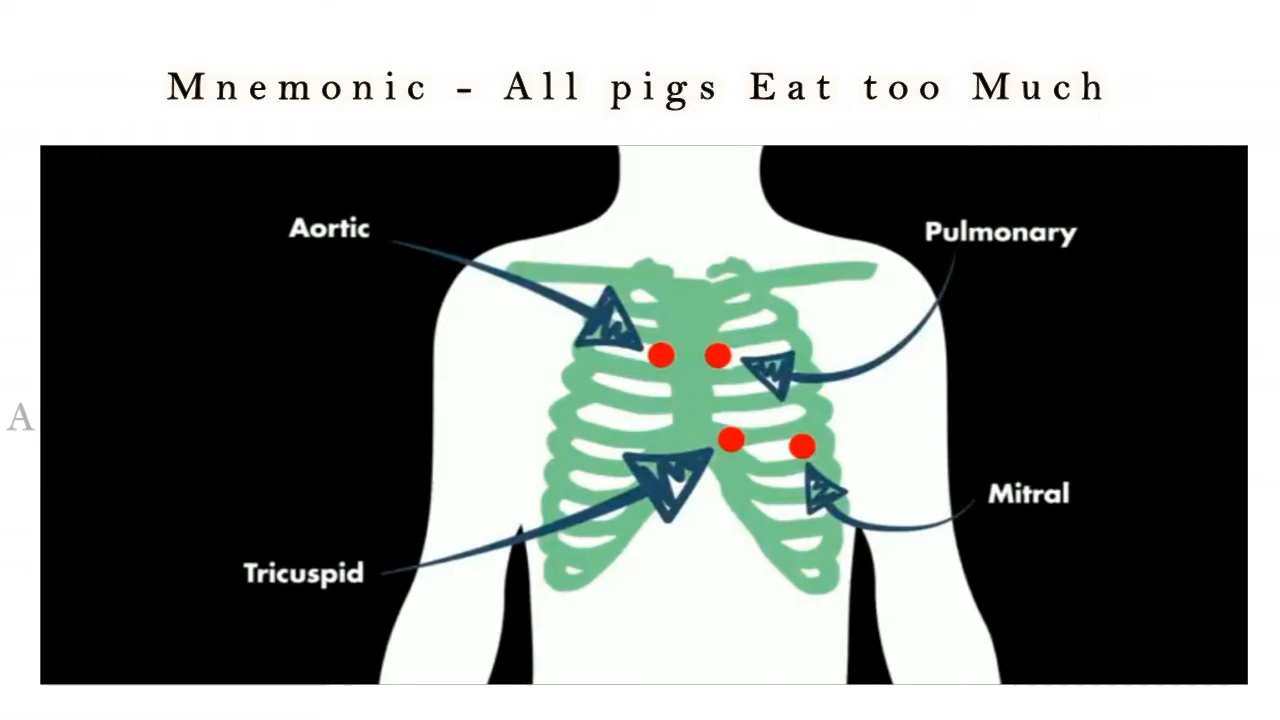 Mnemonic - All pigs Eat too Much
Aortic
Pulmonary
A
Mitral
Tricuspid